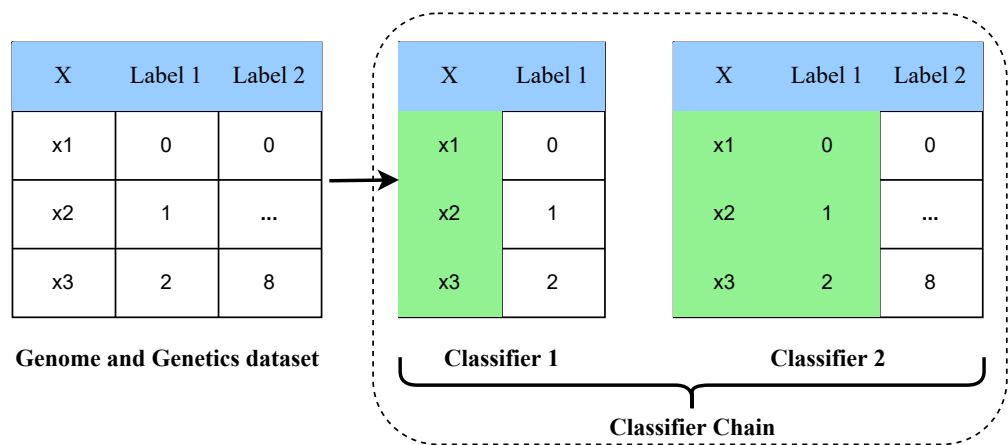 X Label 1 Label 2
x1 0 0
x2 1 ...
x3 2 8
Genome and Genetics dataset
X Label 1
x1 0
x2 1
x3 2
Classifier 1
X Label 1 Label 2
x1 0 0
x2 1 ...
x3 2 8
Classifier 2
Classifier Chain